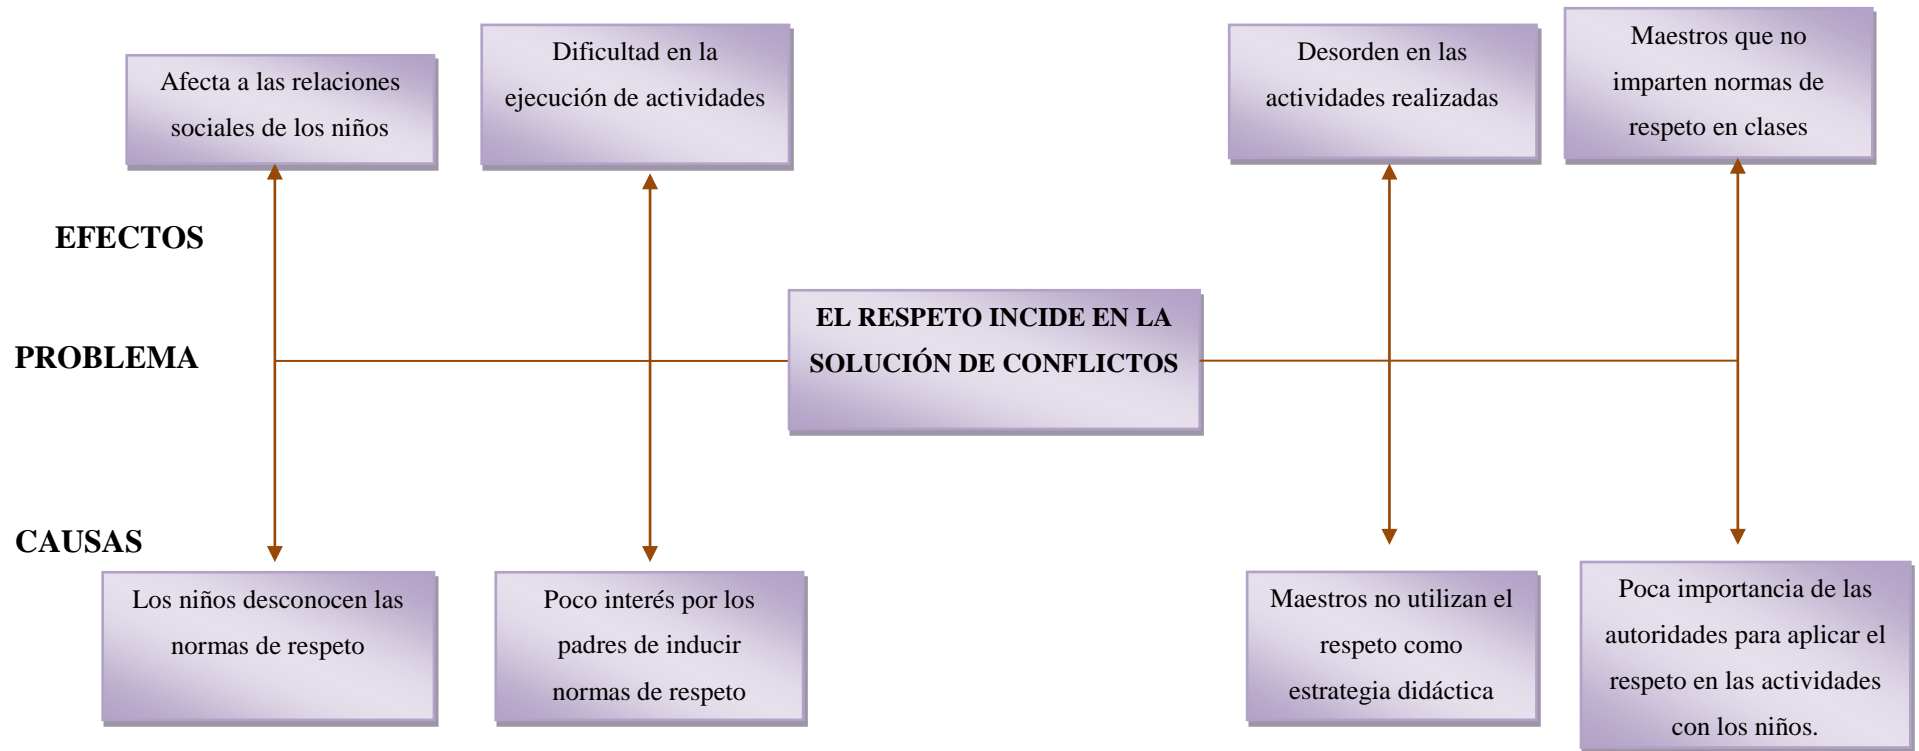 Afecta a las relaciones
sociales de los niños
Dificultad en la
ejecución de actividades
Desorden en las
actividades realizadas
Maestros que no
imparten normas de
respeto en clases
EFECTOS
EL RESPETO INCIDE EN LA
SOLUCIÓN DE CONFLICTOS
PROBLEMA
CAUSAS
Los niños desconocen las
normas de respeto
Poco interés por los
padres de inducir
normas de respeto
Maestros no utilizan el
respeto como
estrategia didáctica
Poca importancia de las
autoridades para aplicar el
respeto en las actividades
con los niños.